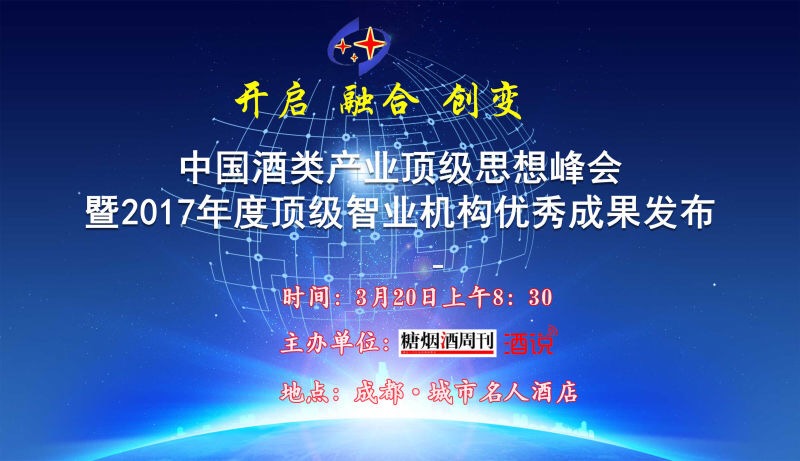 开启 融合 创变
中国酒类产业顶级思想峰会
暨2017年度顶级智业机构优秀成果发布
-
时间：3月20日上午8：30
主办单位：糖烟酒周刊 酒说
地点：成都·城市名人酒店